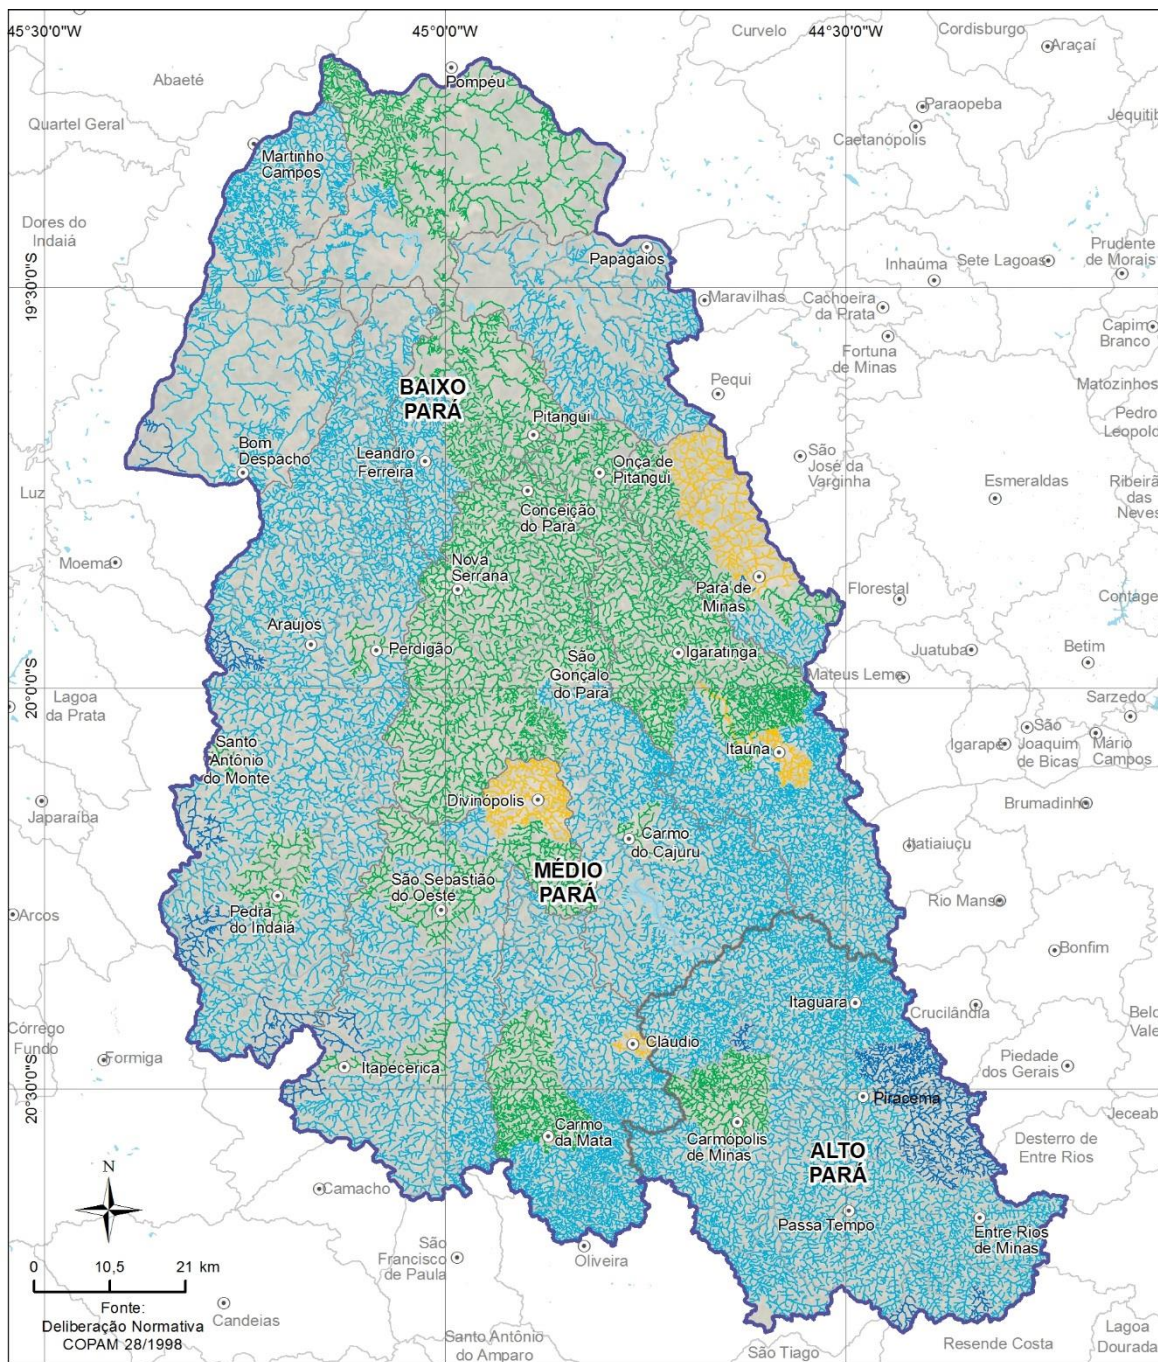 45°30'0"W
45°0'0"W
44°30'0"W
Curvelo
Cordisburgo
Araçaí
Abaeté
Pompéu
Paraopeba
Caetanópolis
Quartel Geral
Martinho
Campos
Dores do
Indaiá
Papagaios
Inhaúma
Sete Lagoas
Prudente
de Morais
19°30'0"S
Maravilhas
Cachoeira
da Prata
Capim
Branco
Fortuna
de Minas
BAIXO
PARÁ
Pequi
Matozinhos
Pitangui
Pedro
Leopold
Bom
Despacho
Leandro
Ferreira
Onça de
Pitangui
São
José da
Varginha
Luz
Conceição
do Pará
Esmeraldas
Ribeirã
das
Neves
Moema
Nova
Serrana
Pará de
Minas
Florestal
Contage
Araujos
Perdigão
São
Gonçalo
do Pará
Igaratinga
Juatuba
Betim
20°0'0"S
Mateus Leme
Lagoa
da Prata
Sarzedo
Santo
Antônio
do Monte
Itaúna
Igarapé
São
Joaquim
de Bicas
Mário
Campos
Japaraíba
Divinópolis
Brumadinho
Carmo
do Cajuru
Itatiaiuçu
MÉDIO
PARÁ
São Sebastião
do Oeste
Pedra
do Indaiá
Arcos
Rio Manso
Bonfim
Itaguara
Crucilândia
Belo
Vale
Córrego
Fundo
Formiga
Cláudio
Piedade
dos Gerais
Itapecerica
20°30'0"S
Piracema
Jeceab
Carmo
da Mata
Carmópolis
de Minas
ALTO
PARÁ
Desterro de
Entre Rios
N
Camacho
Passa Tempo
Entre Rios
de Minas
São
Francisco
de Paula
Oliveira
0 10,5 21 km
Fonte:
Deliberação Normativa
COPAM 28/1998
Candeias
Santo Antônio
do Amparo
São Tiago
Resende Costa
Lagoa
Dourada